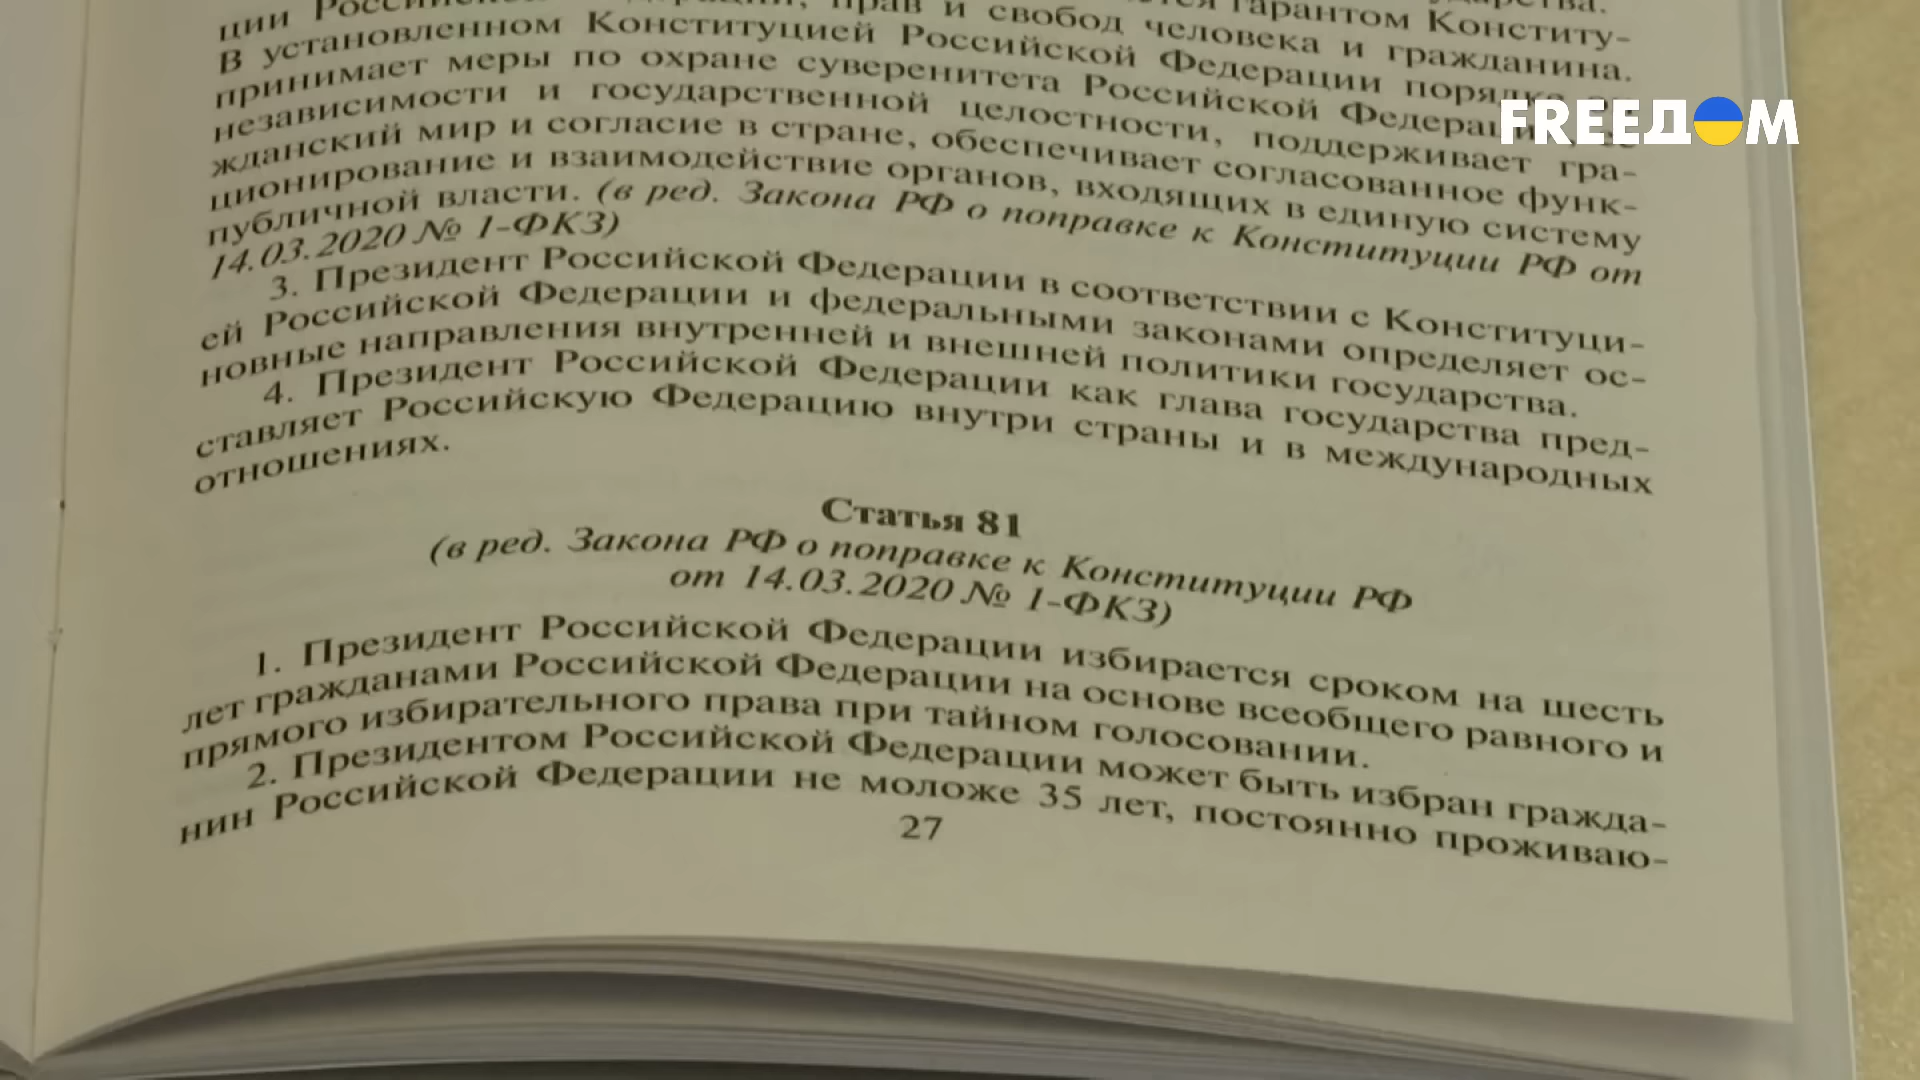 ции Российской Федерации, прав и свобод человека и гражданина.
В установленном Конституцией Российской Федерации порядке
принимает меры по охране суверенитета Российской Федерации,
независимости и государственной целостности, поддерживает гра-
жданский мир и согласие в стране, обеспечивает согласованное функ-
ционирование и взаимодействие органов, входящих в единую систему
публичной власти. (в ред. Закона РФ о поправке к Конституции РФ от
14.03.2020 № 1-ФКЗ)
3. Президент Российской Федерации в соответствии с Конституци-
ей Российской Федерации и федеральными законами определяет ос-
новные направления внутренней и внешней политики государства.
4. Президент Российской Федерации как глава государства пред-
ставляет Российскую Федерацию внутри страны и в международных
отношениях.
Статья 81
(в ред. Закона РФ о поправке к Конституции РФ
от 14.03.2020 № 1-ФКЗ)
1. Президент Российской Федерации избирается сроком на шесть
лет гражданами Российской Федерации на основе всеобщего равного и
прямого избирательного права при тайном голосовании.
2. Президентом Российской Федерации может быть избран гражда-
нин Российской Федерации не моложе 35 лет, постоянно проживаю-
27
FREEДOM